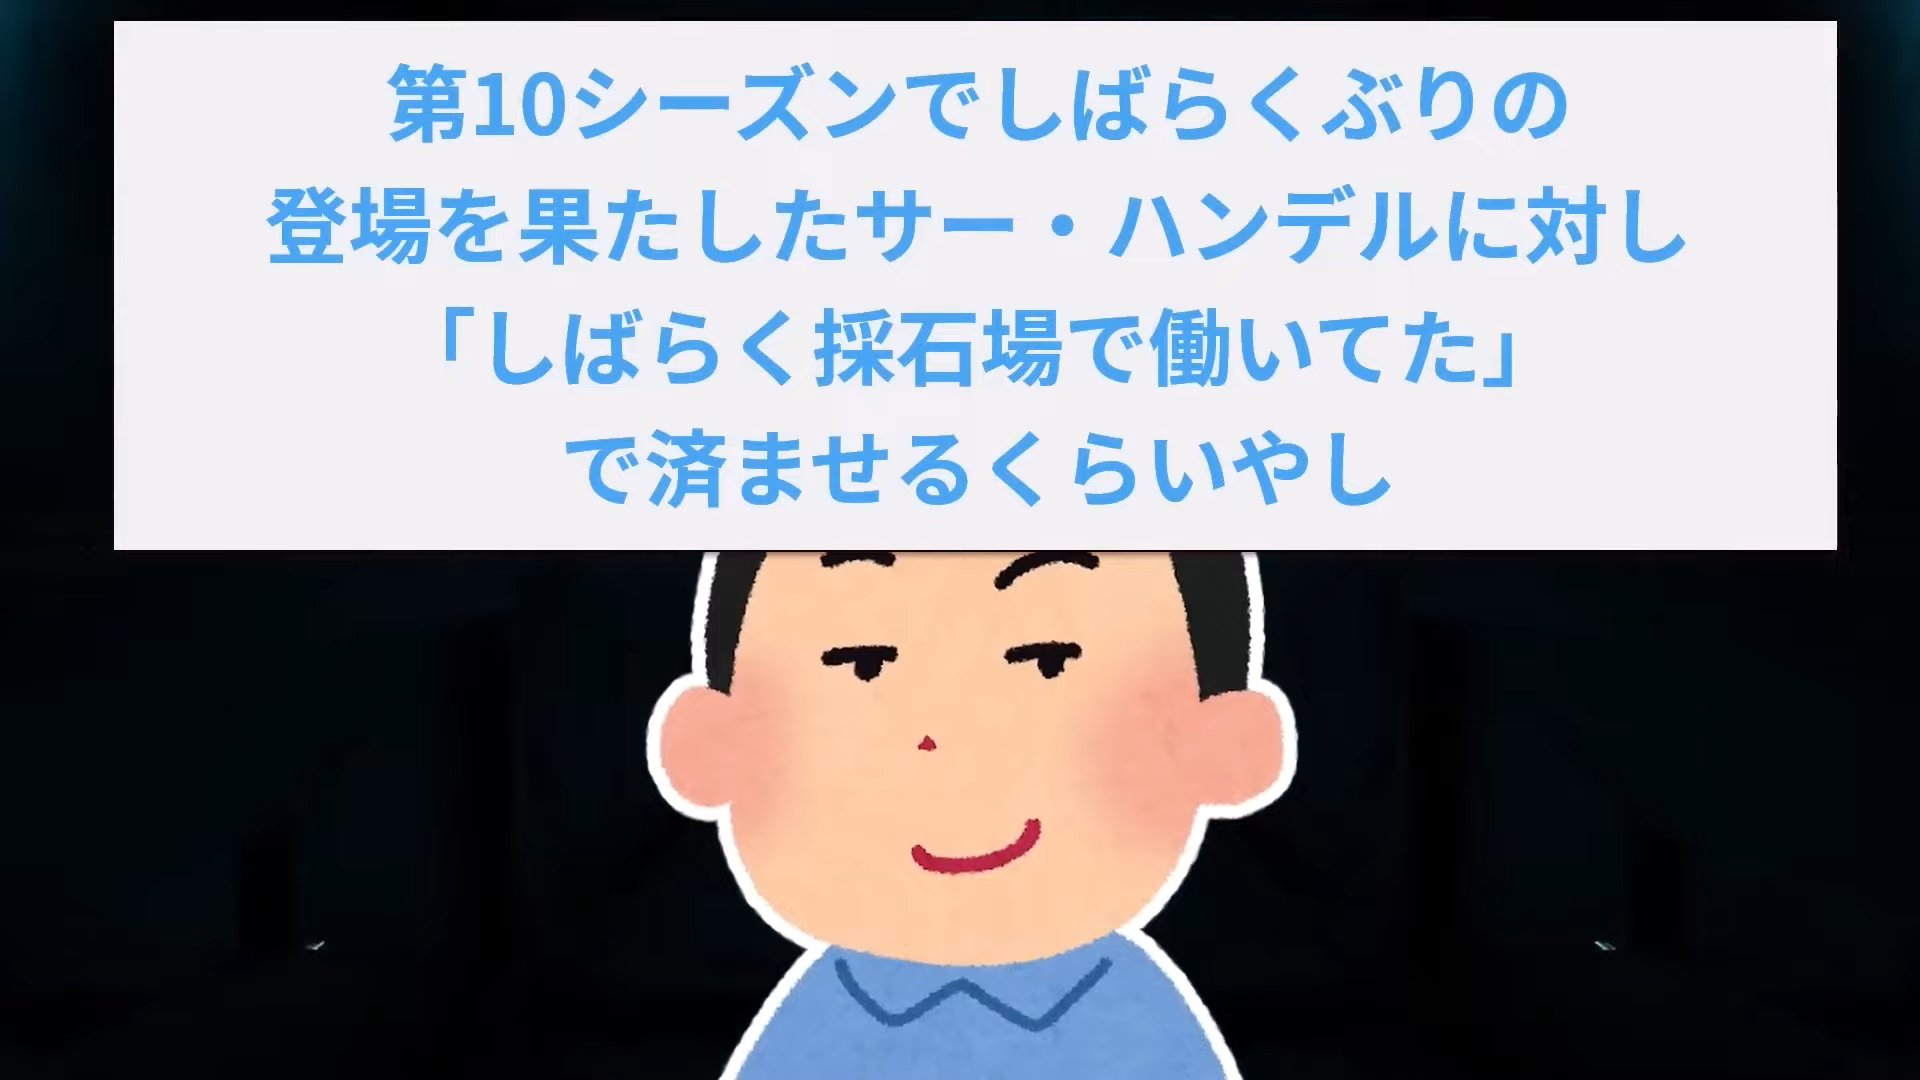 第10シーズンでしばらくぶりの
登場を果たしたサー・ハンデルに対し
「しばらく採石場で働いてた」
で済ませるくらいやし